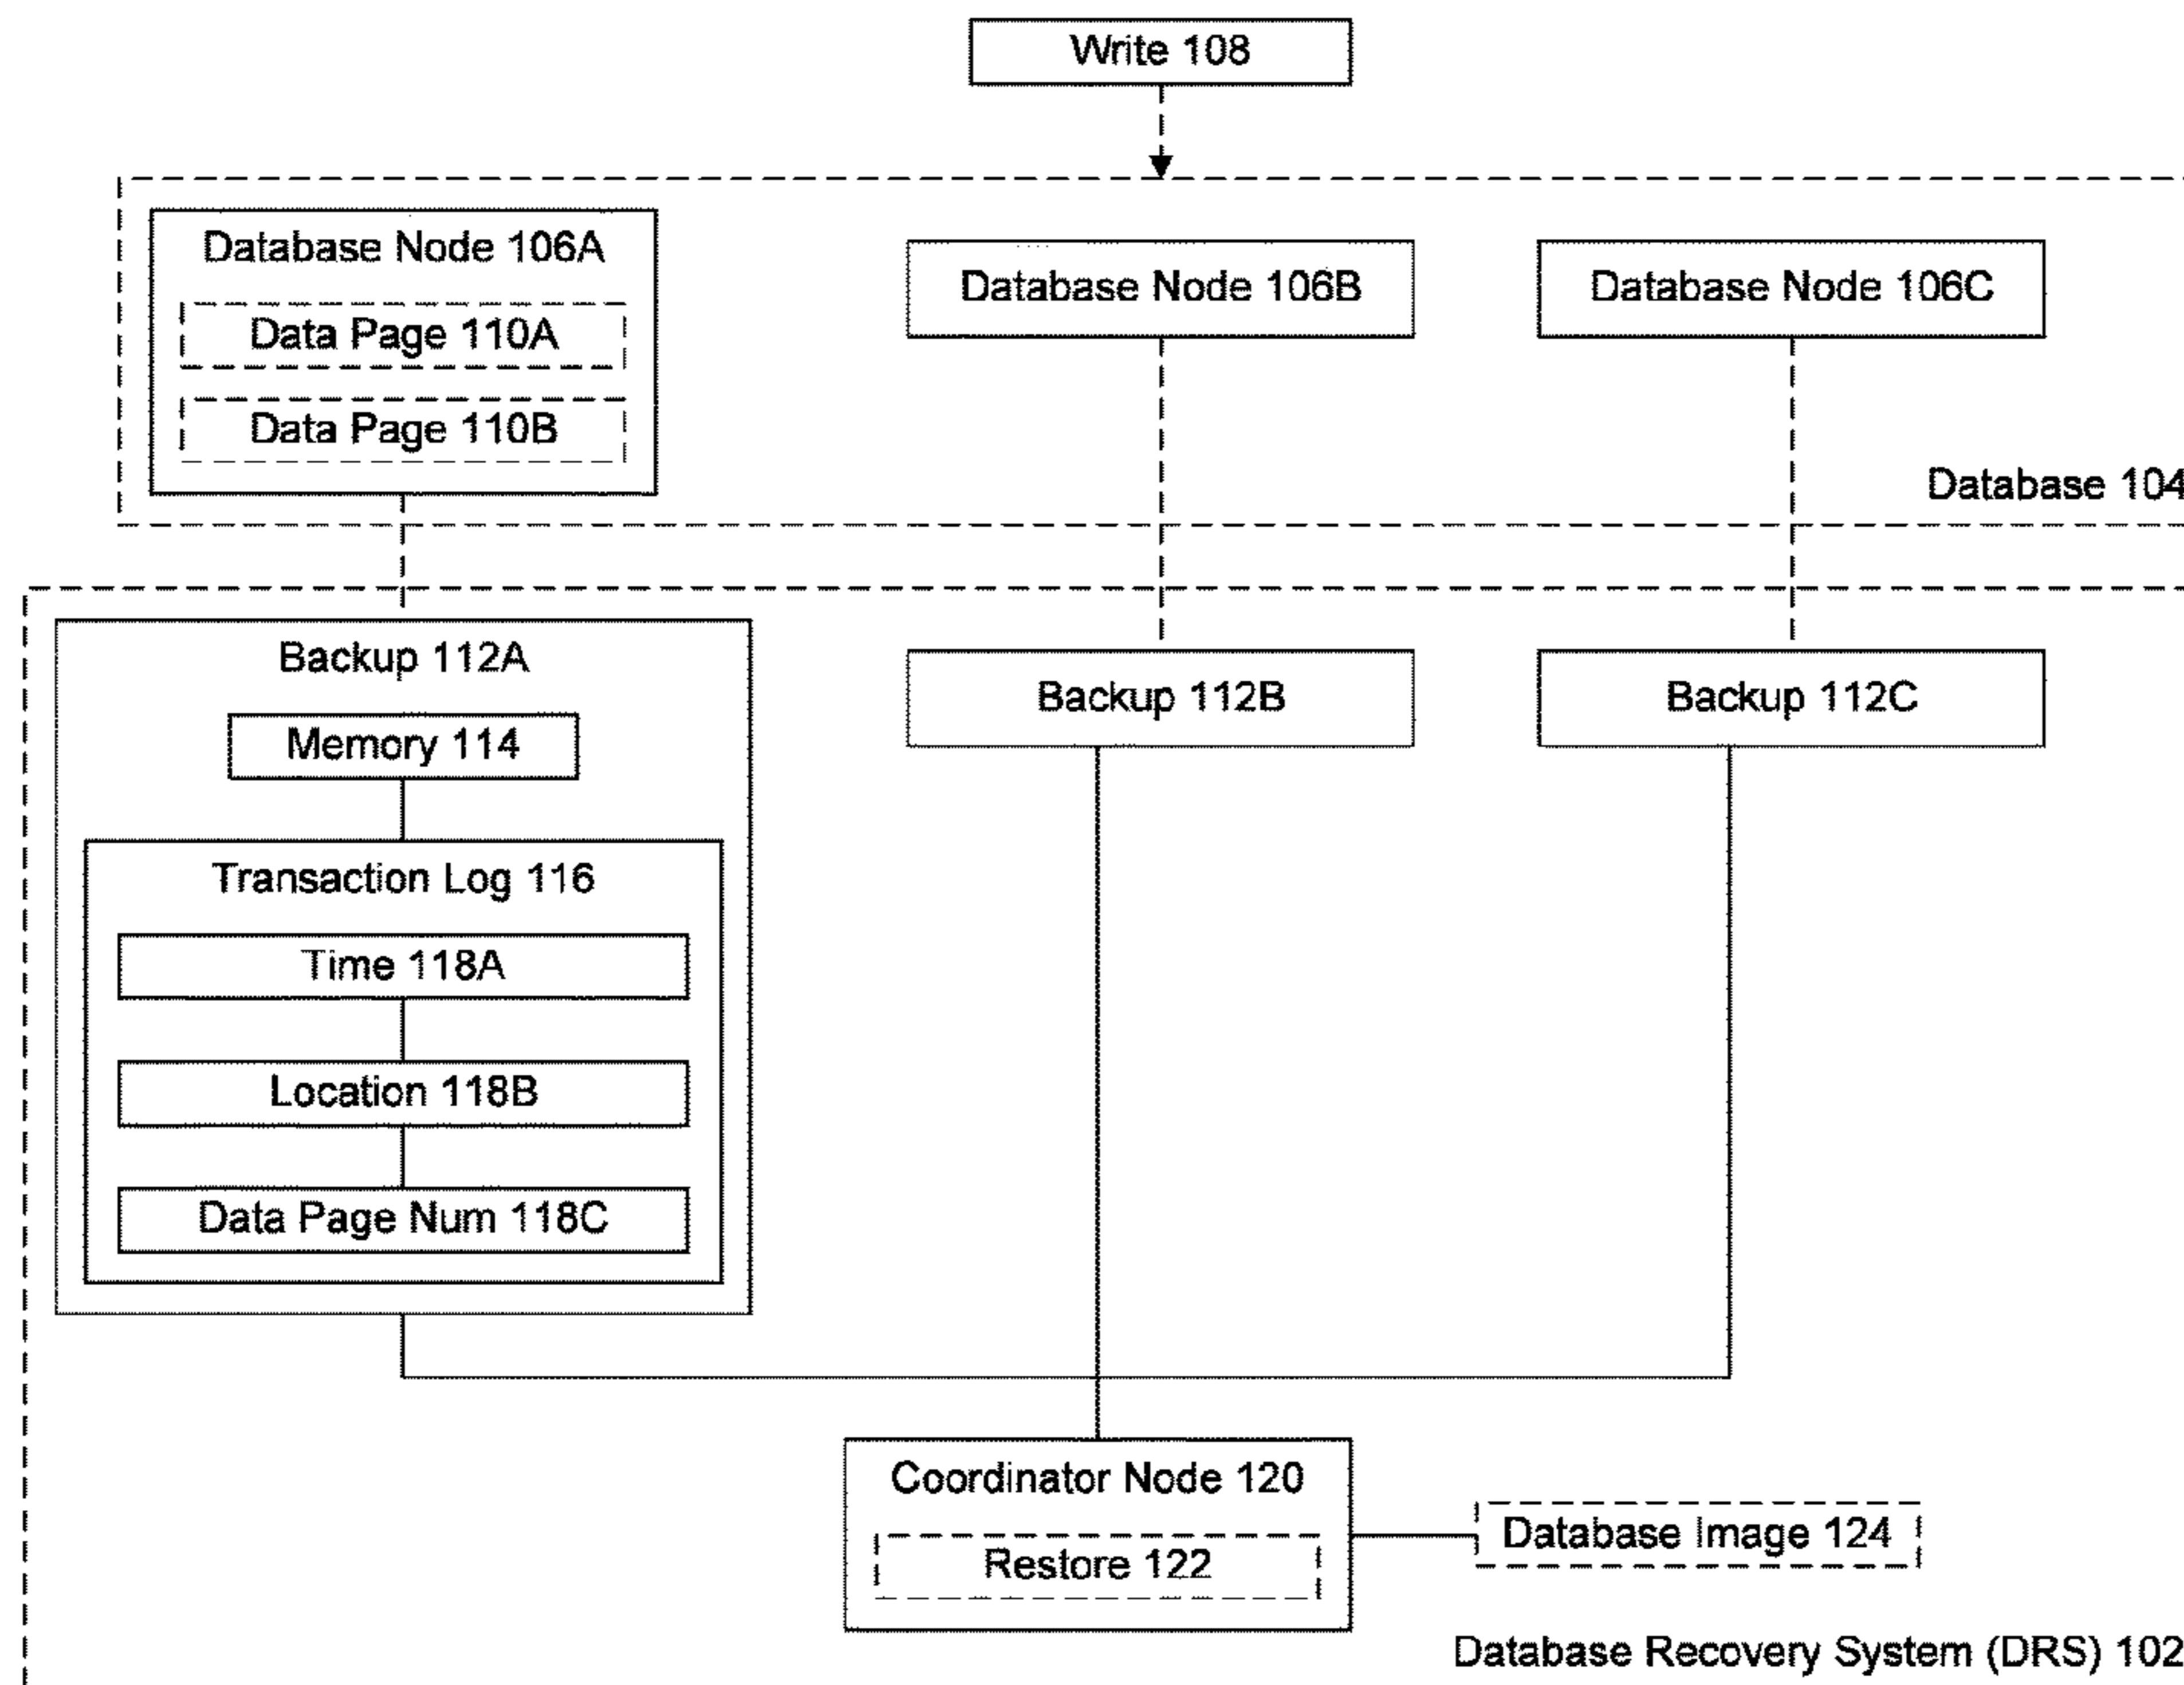 Write 108
Database Node 106A
Data Page 110A
Data Page 110B
Database Node 106B
Database Node 106C
Database 104
Backup 112A
Memory 114
Transaction Log 116
Time 118A
Location 118B
Data Page Num 118C
Backup 112B
Backup 112C
Coordinator Node 120
Restore 122
Database Image 124
Database Recovery System (DRS) 102